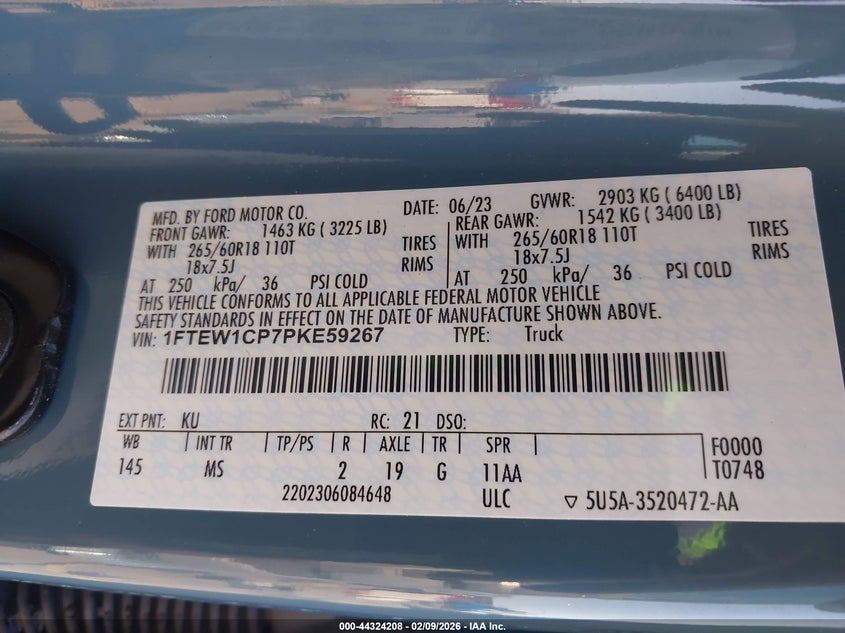 MFD. BY FORD MOTOR CO. DATE: 06/23 GVWR: 2903 KG ( 6400 LB)
FRONT GAWR: 1463 KG ( 3225 LB) REAR GAWR: 1542 KG ( 3400 LB)
WITH 265/60R18 110T TIRES WITH 265/60R18 110T TIRES
18x7.5J RIMS 18x7.5J RIMS
AT 250 kPa/ 36 PSI COLD AT 250 kPa/ 36 PSI COLD
THIS VEHICLE CONFORMS TO ALL APPLICABLE FEDERAL MOTOR VEHICLE
SAFETY STANDARDS IN EFFECT ON THE DATE OF MANUFACTURE SHOWN ABOVE.
VIN: 1FTEW1CP7PKE59267 TYPE: Truck
EXT PNT: KU RC: 21 DSO:
WB INT TR TP/PS R AXLE TR SPR F0000
145 MS 2 19 G 11AA T0748
2202306084648 ULC ▽ 5U5A-3520472-AA
000-44324208 - 02/09/2026 - IAA Inc.